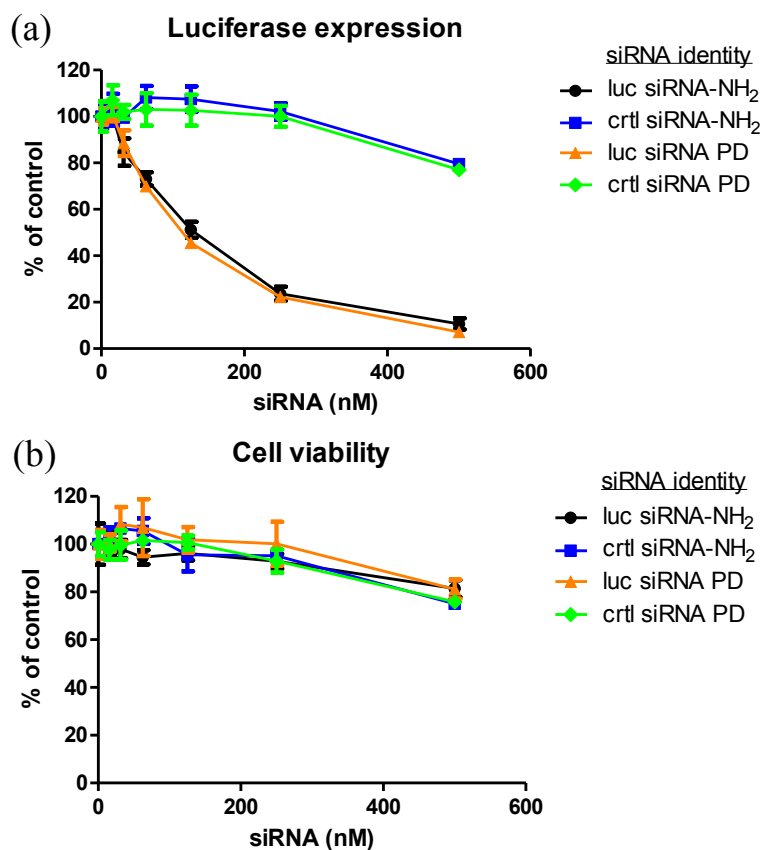 (a)
Luciferase expression
120
100
80
60
40
20
0
% of control
0 200 400 600
siRNA (nM)
siRNA identity
luc siRNA-NH₂
crtl siRNA-NH₂
luc siRNA PD
crtl siRNA PD
(b)
Cell viability
120
100
80
60
40
20
0
% of control
0 200 400 600
siRNA (nM)
siRNA identity
luc siRNA-NH₂
crtl siRNA-NH₂
luc siRNA PD
crtl siRNA PD